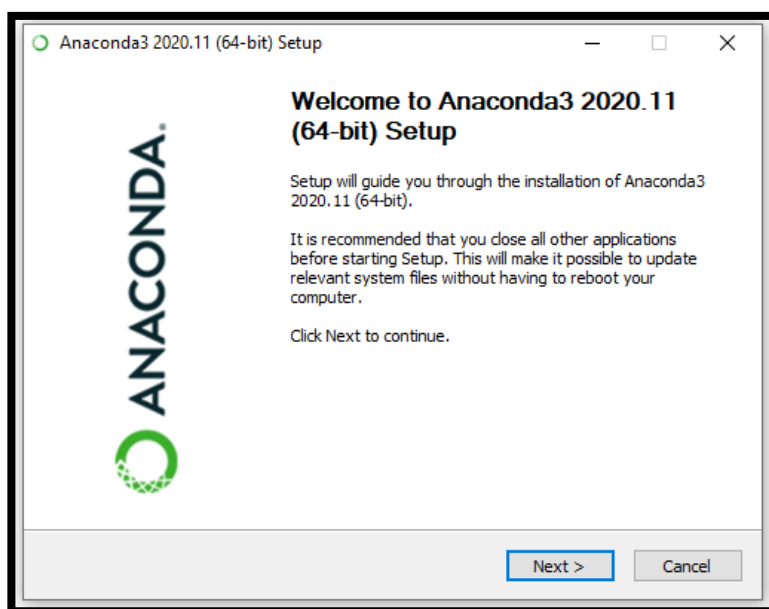 Anaconda3 2020.11 (64-bit) Setup
Welcome to Anaconda3 2020.11
(64-bit) Setup
Setup will guide you through the installation of Anaconda3
2020.11 (64-bit).
It is recommended that you close all other applications
before starting Setup. This will make it possible to update
relevant system files without having to reboot your
computer.
Click Next to continue.
ANACONDA.
Next >
Cancel